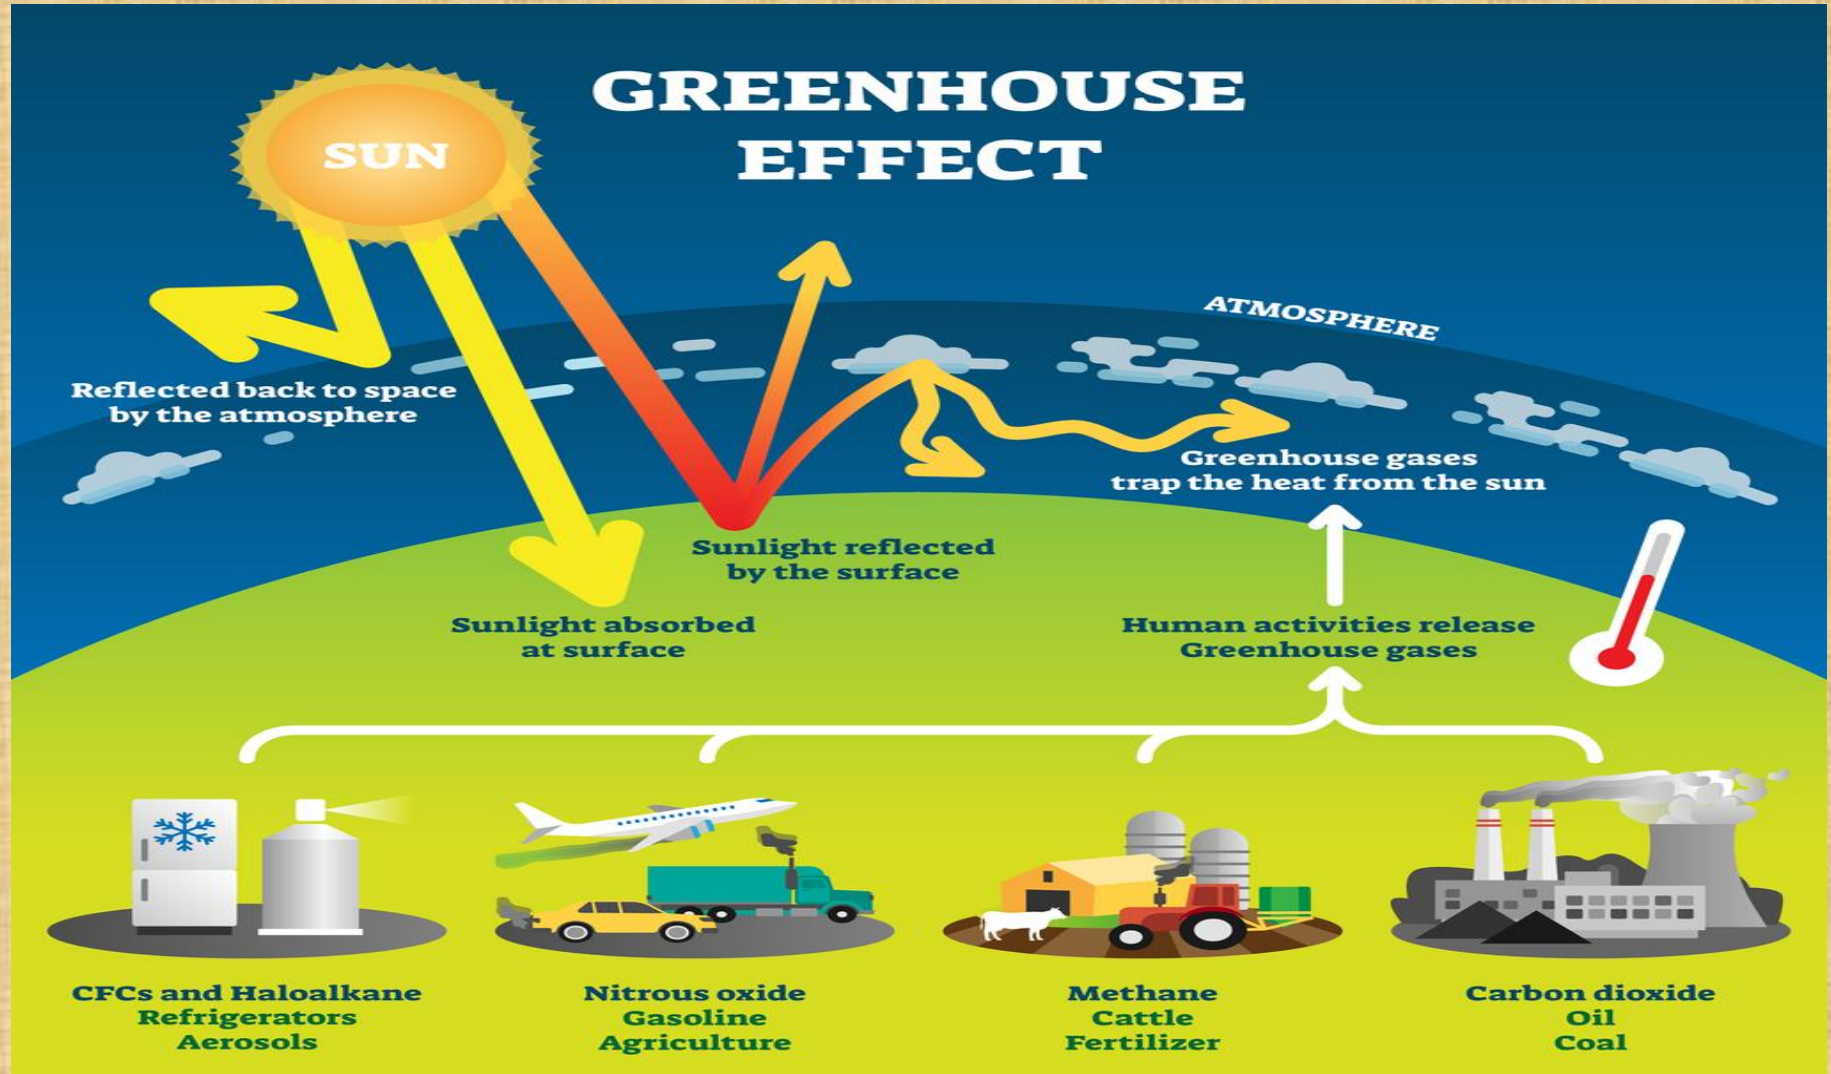 GREENHOUSE
EFFECT
SUN
ATMOSPHERE
Reflected back to space
by the atmosphere
Greenhouse gases
trap the heat from the sun
Sunlight reflected
by the surface
Sunlight absorbed
at surface
Human activities release
Greenhouse gases
CFCs and Haloalkane
Refrigerators
Aerosols
Nitrous oxide
Gasoline
Agriculture
Methane
Cattle
Fertilizer
Carbon dioxide
Oil
Coal